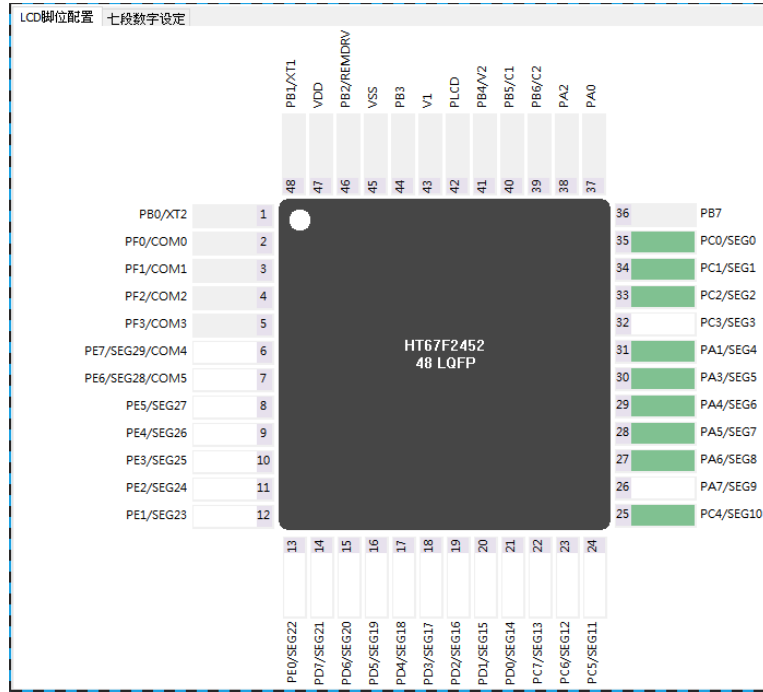 LCD脚位配置 七段数字设定
PB1/XT1
VDD
PB2/REMDRV
VSS
PB3
V1
PLCD
PB4/V2
PB5/C1
PB6/C2
PA2
PA0
48 47 46 45 44 43 42 41 40 39 38 37
PB0/XT2 1
PF0/COM0 2
PF1/COM1 3
PF2/COM2 4
PF3/COM3 5
PE7/SEG29/COM4 6
PE6/SEG28/COM5 7
PE5/SEG27 8
PE4/SEG26 9
PE3/SEG25 10
PE2/SEG24 11
PE1/SEG23 12
HT67F2452
48 LQFP
36 PB7
35 PC0/SEG0
34 PC1/SEG1
33 PC2/SEG2
32 PC3/SEG3
31 PA1/SEG4
30 PA3/SEG5
29 PA4/SEG6
28 PA5/SEG7
27 PA6/SEG8
26 PA7/SEG9
25 PC4/SEG10
13 14 15 16 17 18 19 20 21 22 23 24
PE0/SEG22
PD7/SEG21
PD6/SEG20
PD5/SEG19
PD4/SEG18
PD3/SEG17
PD2/SEG16
PD1/SEG15
PD0/SEG14
PC7/SEG13
PC6/SEG12
PC5/SEG11